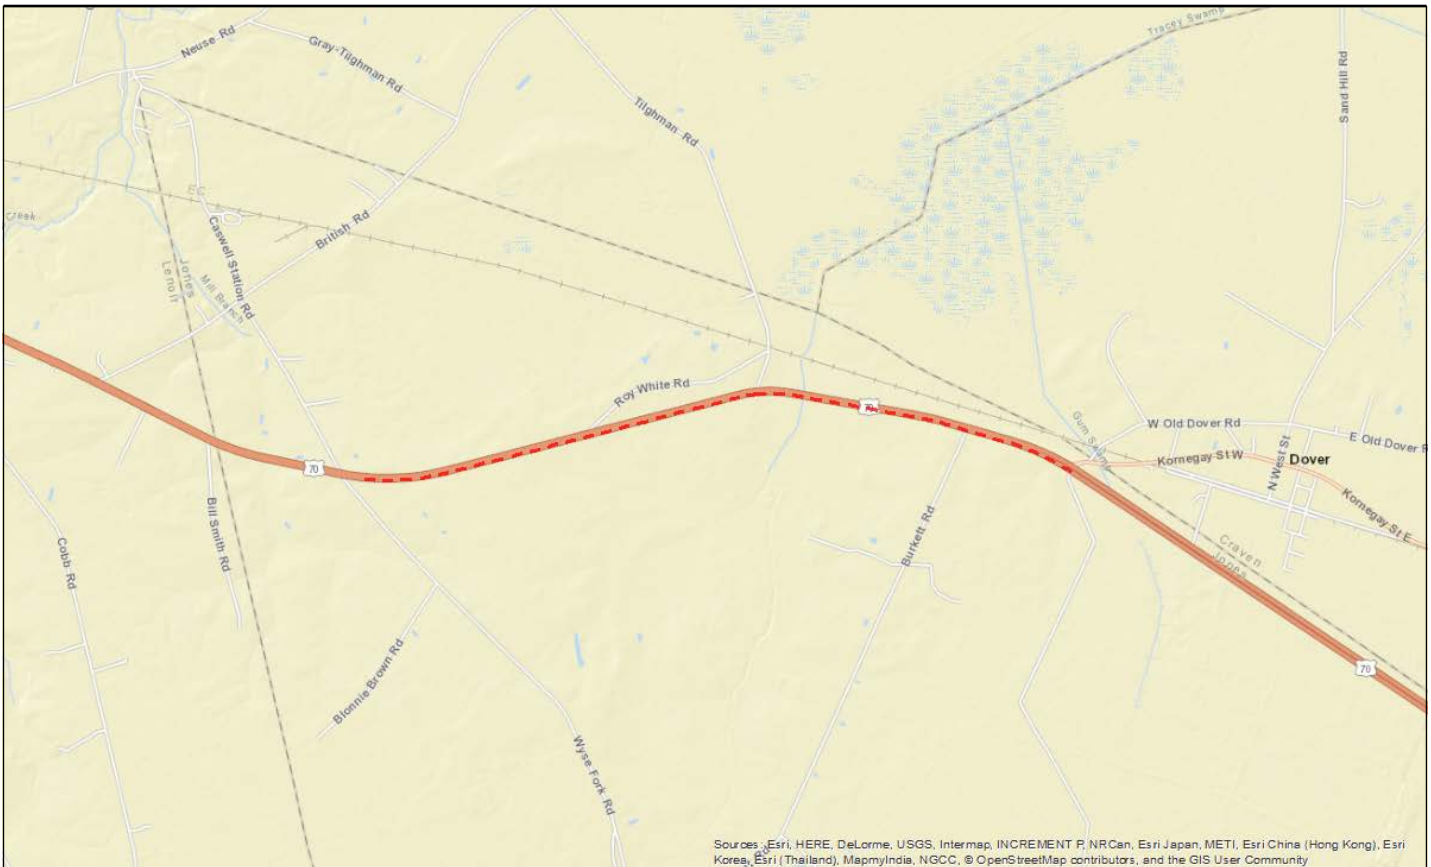 Neuse Rd
Gray-Tilghman Rd
Tilghman Rd
Tracey Swamp
Sand Hill Rd
Creek
Caswell Station Rd
British Rd
Jones
Lenoir
Mill Branch
Roy White Rd
70
70
Gum Swamp
W Old Dover Rd
E Old Dover R
Kornegay St W
N West St
Dover
Kornegay St E
Craven
Jones
Cobb Rd
Bill Smith Rd
Burkett Rd
Blonnie Brown Rd
Wyse Fork Rd
70
Rd
Sources: Esri, HERE, DeLorme, USGS, Intermap, INCREMENT P, NRCan, Esri Japan, METI, Esri China (Hong Kong), Esri
Korea, Esri (Thailand), MapmyIndia, NGCC, © OpenStreetMap contributors, and the GIS User Community